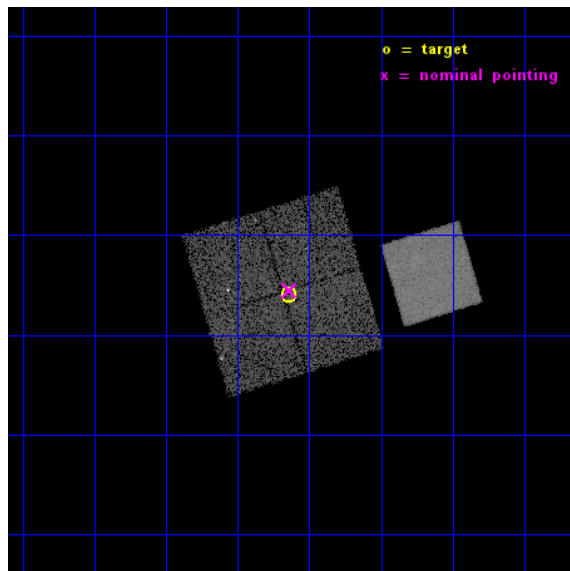 o = target
x = nominal pointing